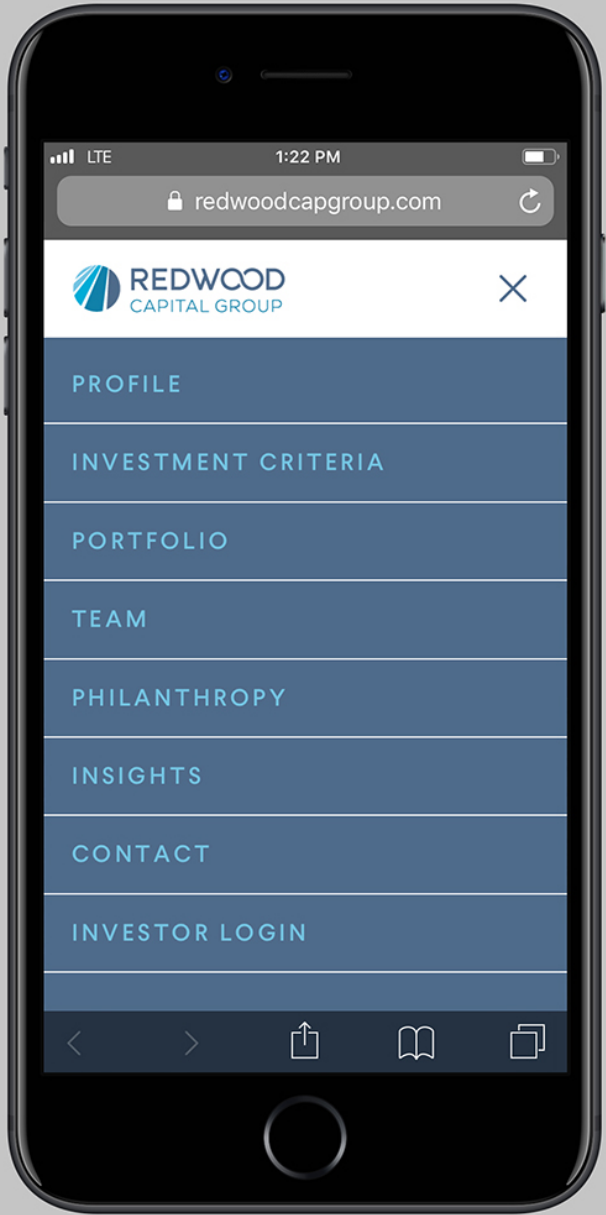 LTE
1:22 PM
redwoodcapgroup.com
REDWOOD
CAPITAL GROUP
PROFILE
INVESTMENT CRITERIA
PORTFOLIO
TEAM
PHILANTHROPY
INSIGHTS
CONTACT
INVESTOR LOGIN